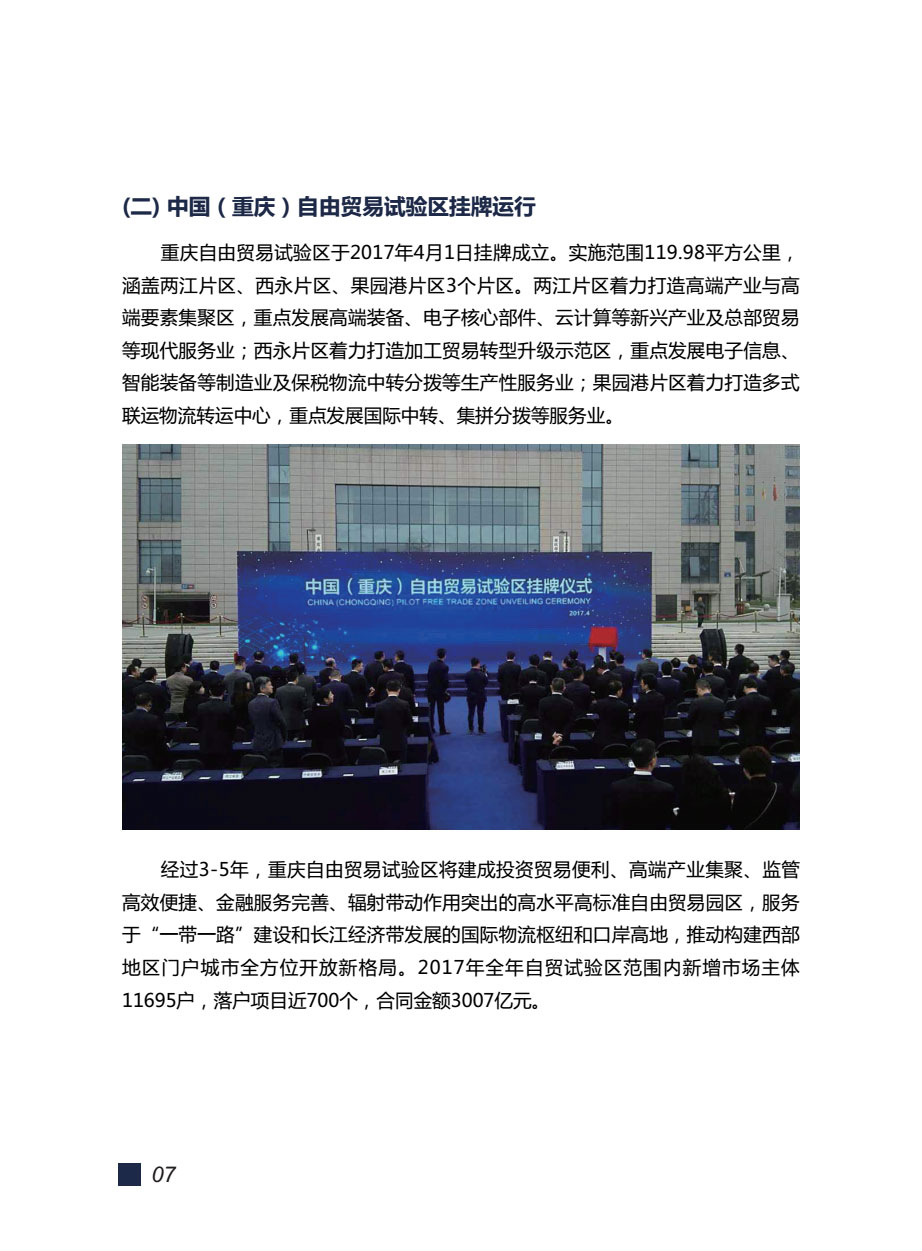 (二) 中国（重庆）自由贸易试验区挂牌运行
重庆自由贸易试验区于2017年4月1日挂牌成立。实施范围119.98平方公里，
涵盖两江片区、西永片区、果园港片区3个片区。两江片区着力打造高端产业与高
端要素集聚区，重点发展高端装备、电子核心部件、云计算等新兴产业及总部贸易
等现代服务业；西永片区着力打造加工贸易转型升级示范区，重点发展电子信息、
智能装备等制造业及保税物流中转分拨等生产性服务业；果园港片区着力打造多式
联运物流转运中心，重点发展国际中转、集拼分拨等服务业。
中国（重庆）自由贸易试验区挂牌仪式
CHINA (CHONGQING) PILOT FREE TRADE ZONE UNVEILING CEREMONY
2017.4
经过3-5年，重庆自由贸易试验区将建成投资贸易便利、高端产业集聚、监管
高效便捷、金融服务完善、辐射带动作用突出的高水平高标准自由贸易园区，服务
于“一带一路”建设和长江经济带发展的国际物流枢纽和口岸高地，推动构建西部
地区门户城市全方位开放新格局。2017年全年自贸试验区范围内新增市场主体
11695户，落户项目近700个，合同金额3007亿元。
07